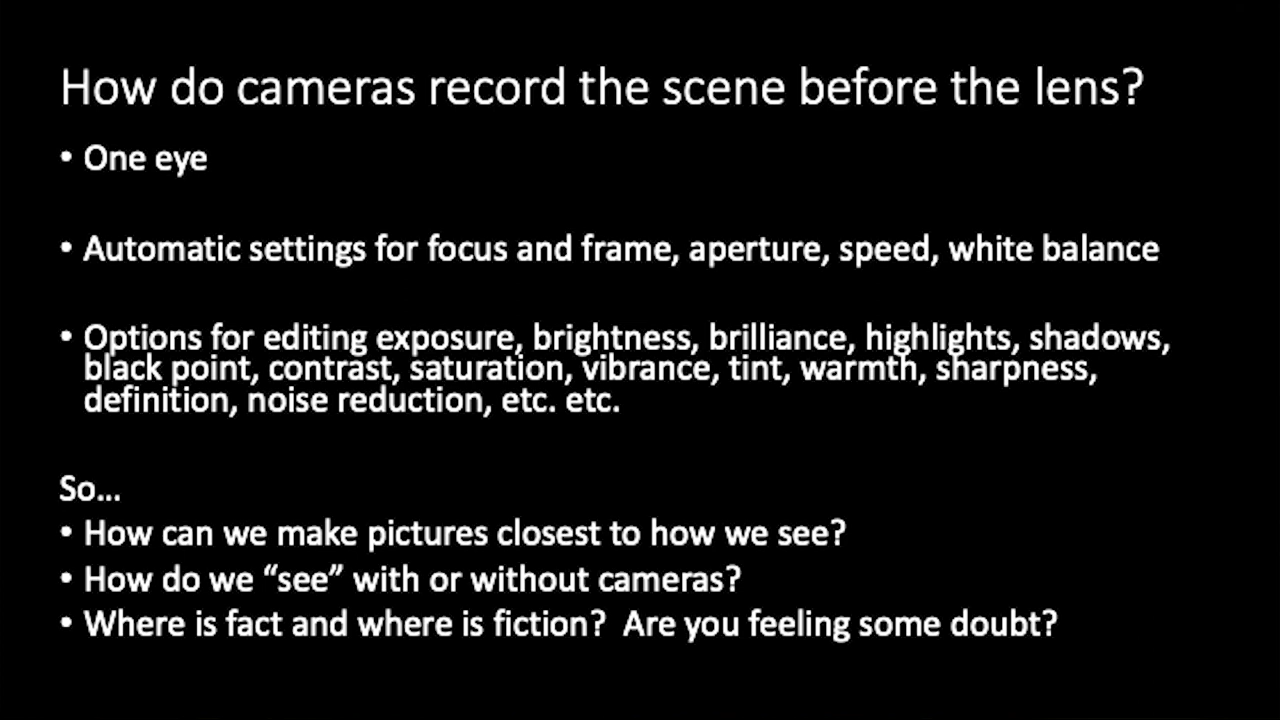 How do cameras record the scene before the lens?
• One eye
• Automatic settings for focus and frame, aperture, speed, white balance
• Options for editing exposure, brightness, brilliance, highlights, shadows,
black point, contrast, saturation, vibrance, tint, warmth, sharpness,
definition, noise reduction, etc. etc.
So...
• How can we make pictures closest to how we see?
• How do we “see” with or without cameras?
• Where is fact and where is fiction?  Are you feeling some doubt?